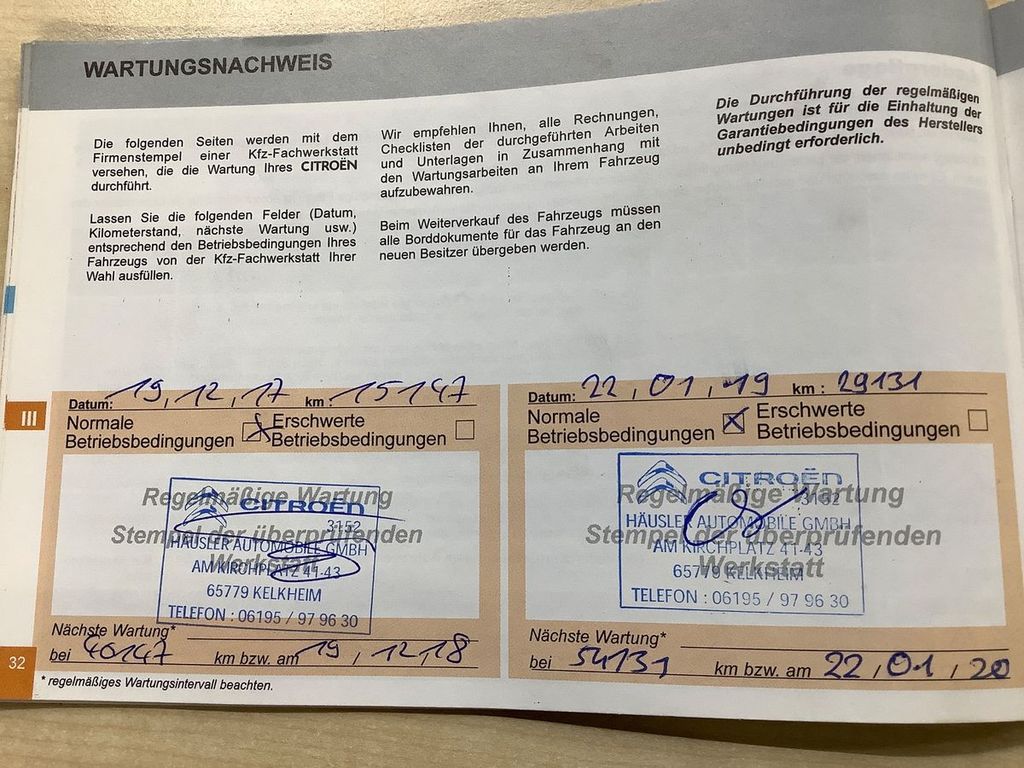 WARTUNGSNACHWEIS
Die folgenden Seiten werden mit dem
Firmenstempel einer Kfz-Fachwerkstatt
versehen, die die Wartung Ihres CITROËN
durchführt.
Lassen Sie die folgenden Felder (Datum,
Kilometerstand, nächste Wartung usw.)
entsprechend den Betriebsbedingungen Ihres
Fahrzeugs von der Kfz-Fachwerkstatt Ihrer
Wahl ausfüllen.
Wir empfehlen Ihnen, alle Rechnungen,
Checklisten der durchgeführten Arbeiten
und Unterlagen in Zusammenhang mit
den Wartungsarbeiten an Ihrem Fahrzeug
aufzubewahren.
Beim Weiterverkauf des Fahrzeugs müssen
alle Borddokumente für das Fahrzeug an den
neuen Besitzer übergeben werden.
Die Durchführung der regelmäßigen
Wartungen ist für die Einhaltung der
Garantiebedingungen des Herstellers
unbedingt erforderlich.
III
Datum: 19, 12, 17 km: 15147
Normale
Betriebsbedingungen
Erschwerte
Betriebsbedingungen
Regelmäßige Wartung
Stempel der überprüfenden
Werkstatt
CITROËN
3152
HÄUSLER AUTOMOBILE GMBH
AM KIRCHPLATZ 41-43
65779 KELKHEIM
TELEFON : 06195 / 97 96 30
Nächste Wartung*
bei 40147 km bzw. am 19, 12, 18
Datum: 22, 01, 19 km : 29131
Normale
Betriebsbedingungen
Erschwerte
Betriebsbedingungen
Regelmäßige Wartung
Stempel der überprüfenden
Werkstatt
CITROËN
3152
HÄUSLER AUTOMOBILE GMBH
AM KIRCHPLATZ 41-43
65779 KELKHEIM
TELEFON : 06195 / 97 96 30
Nächste Wartung*
bei 54131 km bzw. am 22, 01, 20
* regelmäßiges Wartungsintervall beachten.
32